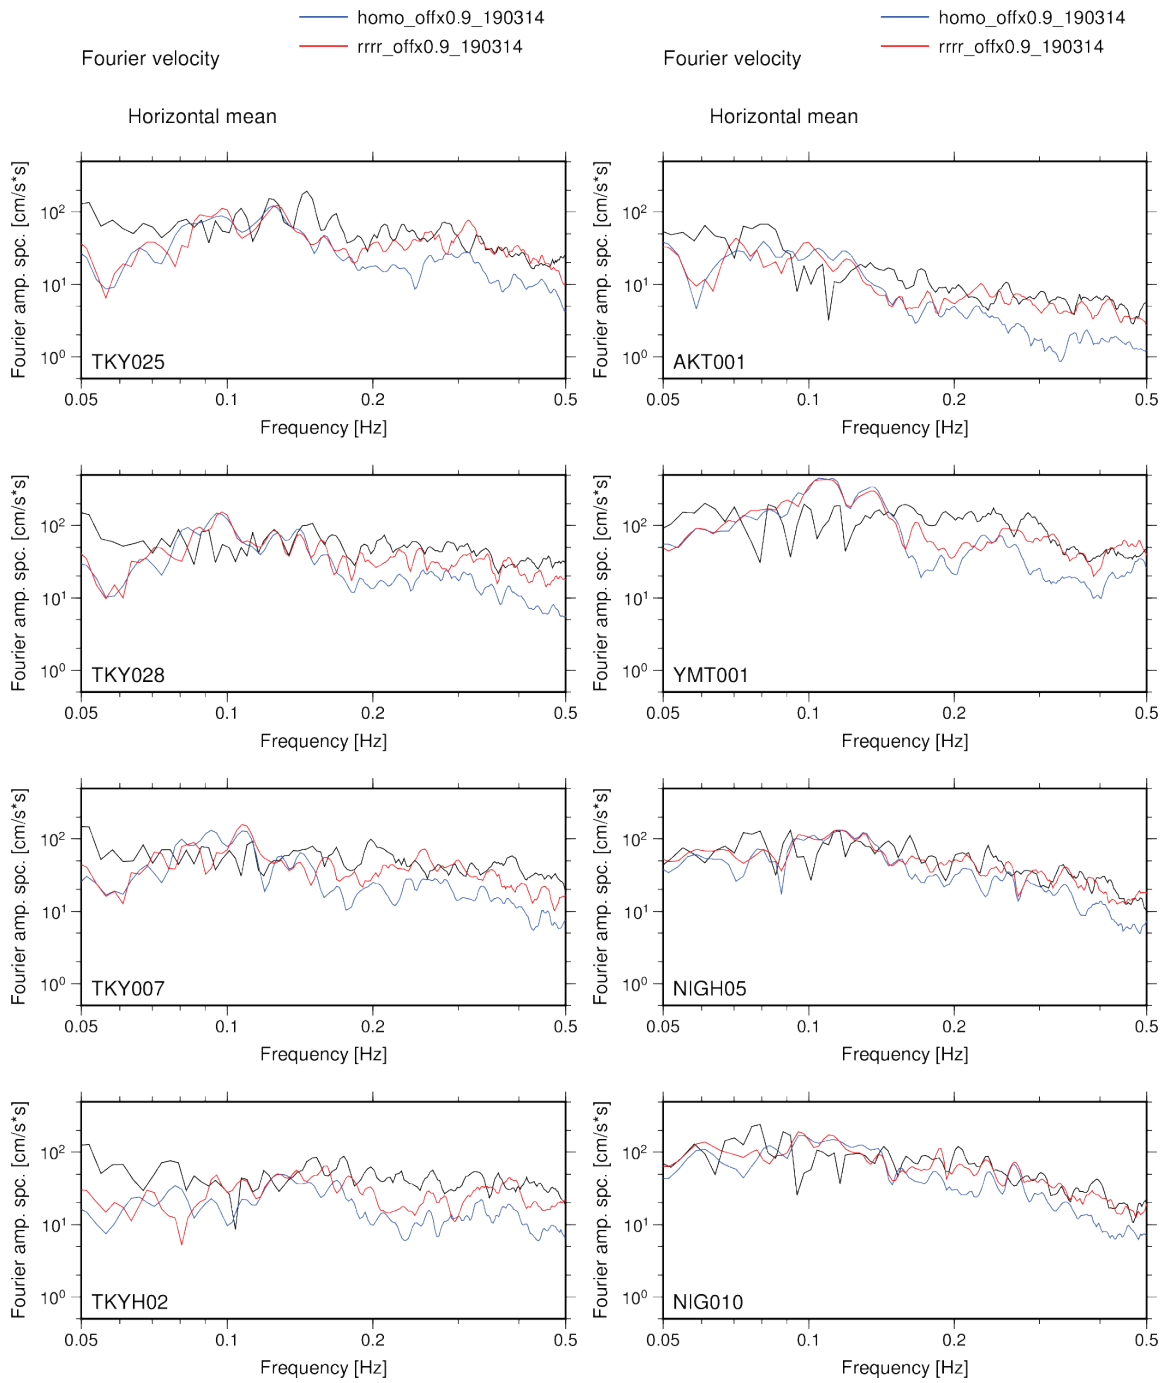 homo_offx0.9_190314
rrrr_offx0.9_190314
Fourier velocity
Horizontal mean
Fourier amp. spc. [cm/s*s]
10²
10¹
10⁰
TKY025
0.05 0.1 0.2 0.5
Frequency [Hz]
Fourier amp. spc. [cm/s*s]
10²
10¹
10⁰
TKY028
0.05 0.1 0.2 0.5
Frequency [Hz]
Fourier amp. spc. [cm/s*s]
10²
10¹
10⁰
TKY007
0.05 0.1 0.2 0.5
Frequency [Hz]
Fourier amp. spc. [cm/s*s]
10²
10¹
10⁰
TKYH02
0.05 0.1 0.2 0.5
Frequency [Hz]
homo_offx0.9_190314
rrrr_offx0.9_190314
Fourier velocity
Horizontal mean
Fourier amp. spc. [cm/s*s]
10²
10¹
10⁰
AKT001
0.05 0.1 0.2 0.5
Frequency [Hz]
Fourier amp. spc. [cm/s*s]
10²
10¹
10⁰
YMT001
0.05 0.1 0.2 0.5
Frequency [Hz]
Fourier amp. spc. [cm/s*s]
10²
10¹
10⁰
NIGH05
0.05 0.1 0.2 0.5
Frequency [Hz]
Fourier amp. spc. [cm/s*s]
10²
10¹
10⁰
NIG010
0.05 0.1 0.2 0.5
Frequency [Hz]